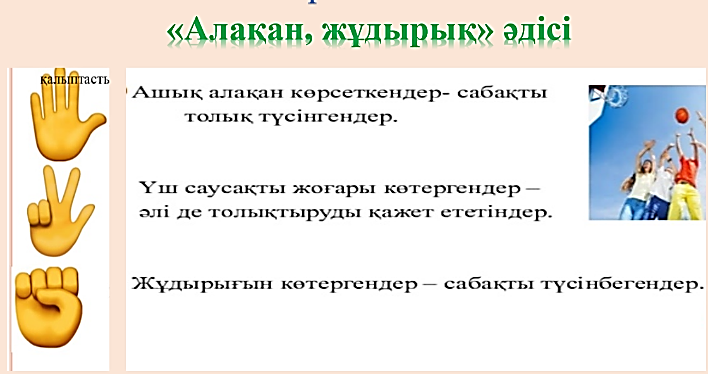 «Алақан, жұдырық» әдісі
қалыптасть
Ашық алақан көрсеткендер- сабақты
толық түсінгендер.
Үш саусақты жоғары көтергендер –
әлі де толықтыруды қажет ететіндер.
Жұдырығын көтергендер – сабақты түсінбегендер.